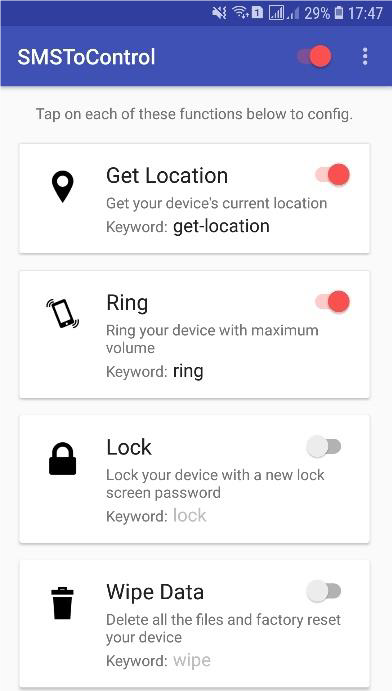 1 29% 17:47
SMSToControl
Tap on each of these functions below to config.
Get Location
Get your device's current location
Keyword: get-location
Ring
Ring your device with maximum
volume
Keyword: ring
Lock
Lock your device with a new lock
screen password
Keyword: lock
Wipe Data
Delete all the files and factory reset
your device
Keyword: wipe